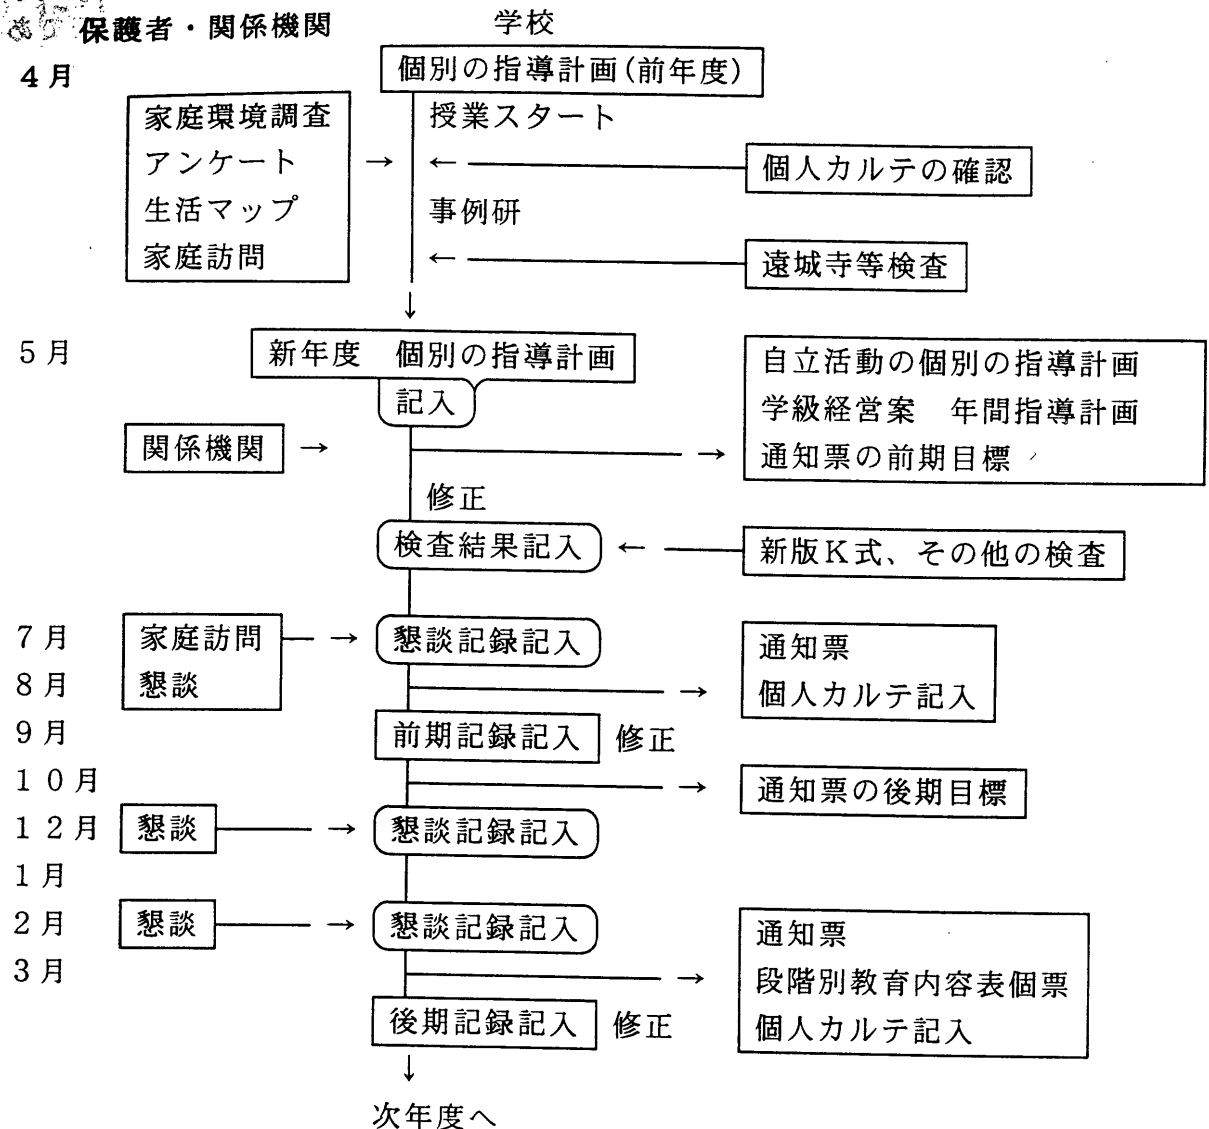 保護者・関係機関
学校
4月
個別の指導計画(前年度)
家庭環境調査
アンケート
生活マップ
家庭訪問
→
授業スタート
←
個人カルテの確認
事例研
←
遠城寺等検査
↓
5月
新年度　個別の指導計画
記入
自立活動の個別の指導計画
学級経営案　年間指導計画
通知票の前期目標
関係機関
→
→
修正
検査結果記入
←
新版K式、その他の検査
7月
家庭訪問
懇談
→
懇談記録記入
通知票
個人カルテ記入
8月
→
9月
前期記録記入
修正
10月
→
通知票の後期目標
12月
懇談
→
懇談記録記入
1月
2月
懇談
→
懇談記録記入
通知票
段階別教育内容表個票
個人カルテ記入
3月
→
後期記録記入
修正
↓
次年度へ